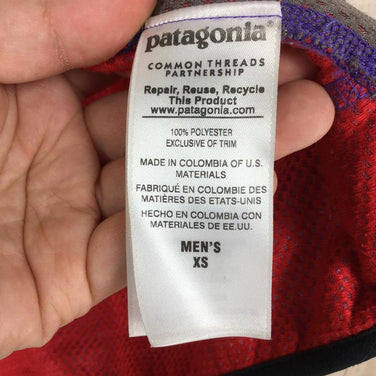 patagonia®
COMMON THREADS
PARTNERSHIP
Repair, Reuse, Recycle
This Product
www.patagonia.com
100% POLYESTER
EXCLUSIVE OF TRIM
MADE IN COLOMBIA OF U.S.
MATERIALS
FABRIQUÉ EN COLOMBIE DES
MATIÈRES DES ETATS-UNIS
HECHO EN COLOMBIA CON
MATERIALES DE EE.UU.
MEN'S
XS